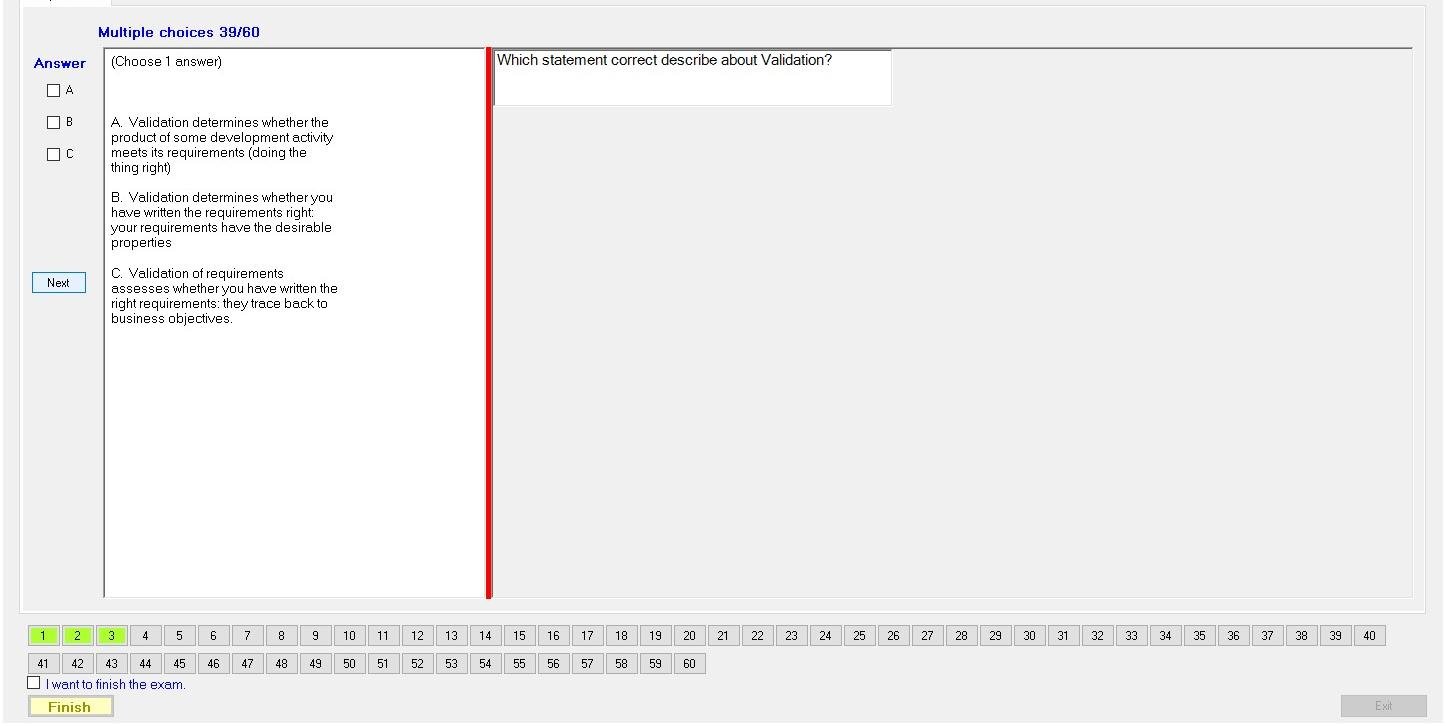 Multiple choices 39/60
Answer
A
B
C
Next
(Choose 1 answer)
A. Validation determines whether the
product of some development activity
meets its requirements (doing the
thing right)
B. Validation determines whether you
have written the requirements right:
your requirements have the desirable
properties
C. Validation of requirements
assesses whether you have written the
right requirements: they trace back to
business objectives.
Which statement correct describe about Validation?
1 2 3 4 5 6 7 8 9 10 11 12 13 14 15 16 17 18 19 20 21 22 23 24 25 26 27 28 29 30 31 32 33 34 35 36 37 38 39 40
41 42 43 44 45 46 47 48 49 50 51 52 53 54 55 56 57 58 59 60
I want to finish the exam.
Finish
Exit